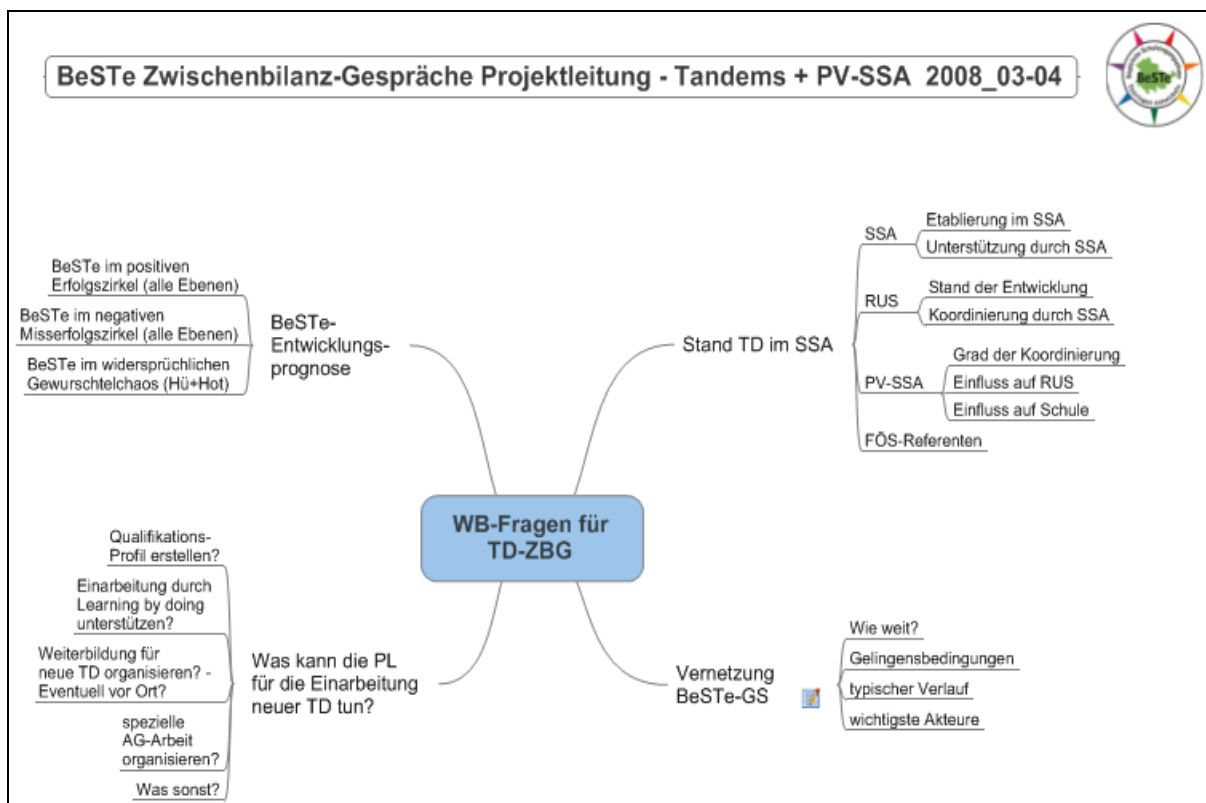 BeSTe Zwischenbilanz-Gespräche Projektleitung - Tandems + PV-SSA 2008_03-04
BeSTe
BeSTe im positiven
Erfolgszirkel (alle Ebenen)
BeSTe im negativen
Misserfolgszirkel (alle Ebenen)
BeSTe im widersprüchlichen
Gewurschtelchaos (Hü+Hot)
BeSTe-
Entwicklungs-
prognose
Stand TD im SSA
SSA
Etablierung im SSA
Unterstützung durch SSA
RUS
Stand der Entwicklung
Koordinierung durch SSA
PV-SSA
Grad der Koordinierung
Einfluss auf RUS
Einfluss auf Schule
FÖS-Referenten
WB-Fragen für
TD-ZBG
Qualifikations-
Profil erstellen?
Einarbeitung durch
Learning by doing
unterstützen?
Weiterbildung für
neue TD organisieren? -
Eventuell vor Ort?
spezielle
AG-Arbeit
organisieren?
Was sonst?
Was kann die PL
für die Einarbeitung
neuer TD tun?
Vernetzung
BeSTe-GS
Wie weit?
Gelingensbedingungen
typischer Verlauf
wichtigste Akteure